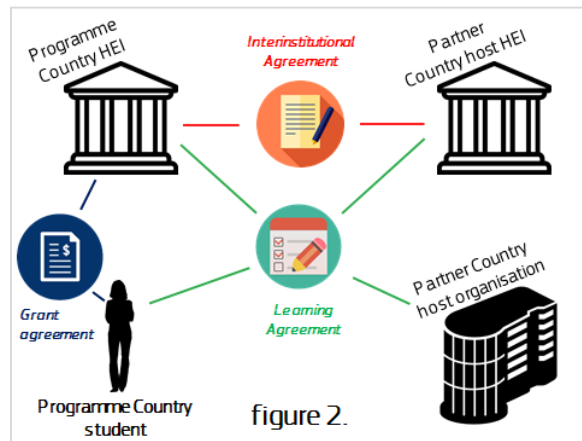 Programme
Country HEI
Interinstitutional
Agreement
Partner
Country host HEI
$
Grant
agreement
Learning
Agreement
Partner Country
host organisation
Programme Country
student
figure 2.